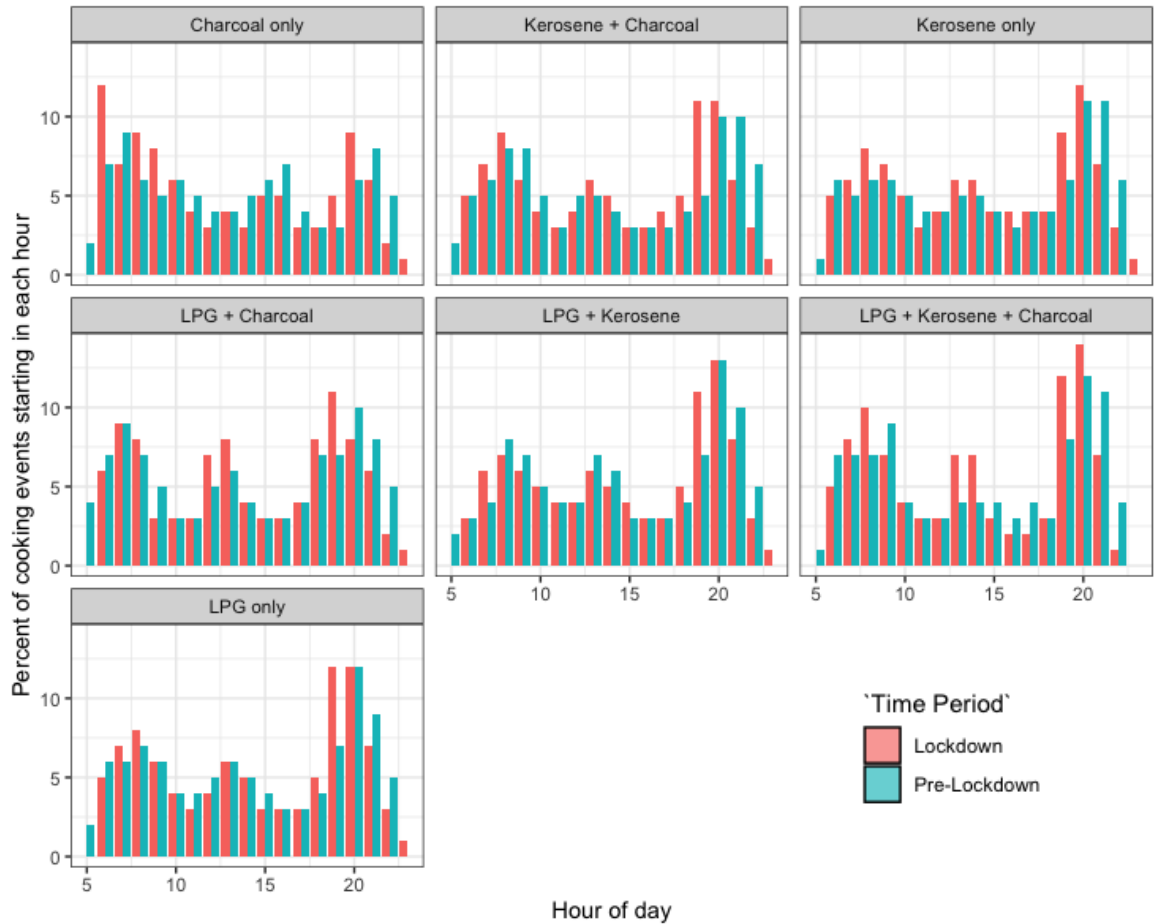 Charcoal only
Kerosene + Charcoal
Kerosene only
10
5
0
LPG + Charcoal
LPG + Kerosene
LPG + Kerosene + Charcoal
10
5
0
5 10 15 20
5 10 15 20
LPG only
10
5
0
5 10 15 20
Percent of cooking events starting in each hour
Hour of day
`Time Period`
Lockdown
Pre-Lockdown